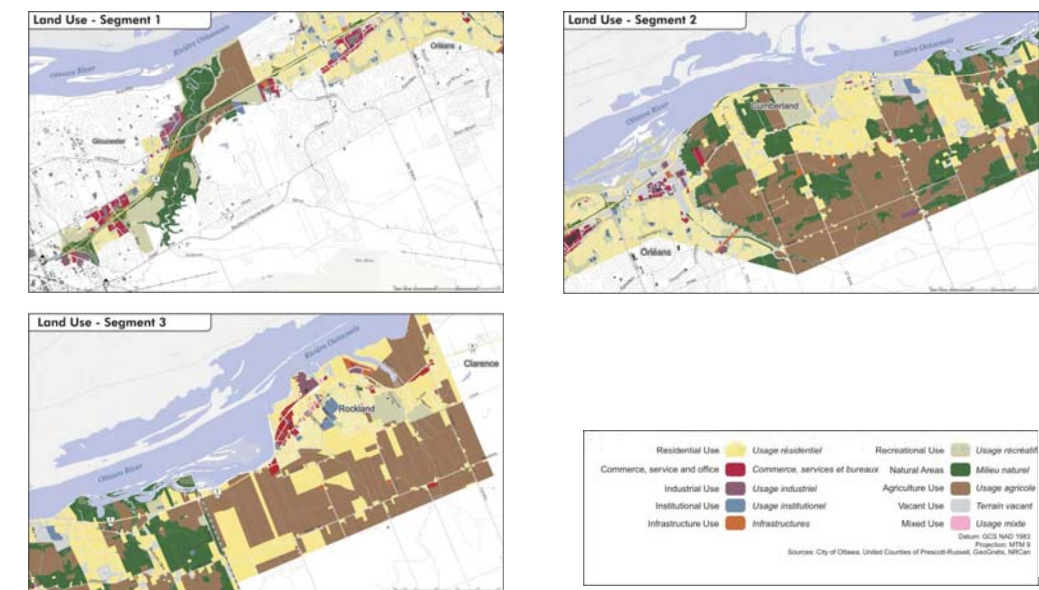 Land Use - Segment 1
Rivière Outaouais
Ottawa River
Orléans
Gloucester
Land Use - Segment 2
Rivière Outaouais
Ottawa River
Cumberland
Orléans
Land Use - Segment 3
Rivière Outaouais
Clarence
Rockland
Ottawa River
Residential Use Usage résidentiel Recreational Use Usage récréatif
Commerce, service and office Commerce, services et bureaux Natural Areas Milieu naturel
Industrial Use Usage industriel Agriculture Use Usage agricole
Institutional Use Usage institutionel Vacant Use Terrain vacant
Infrastructure Use Infrastructures Mixed Use Usage mixte
Datum: GCS NAD 1983
Projection: MTM 9
Sources: City of Ottawa, United Counties of Prescott-Russell, GeoGratis, NRCan